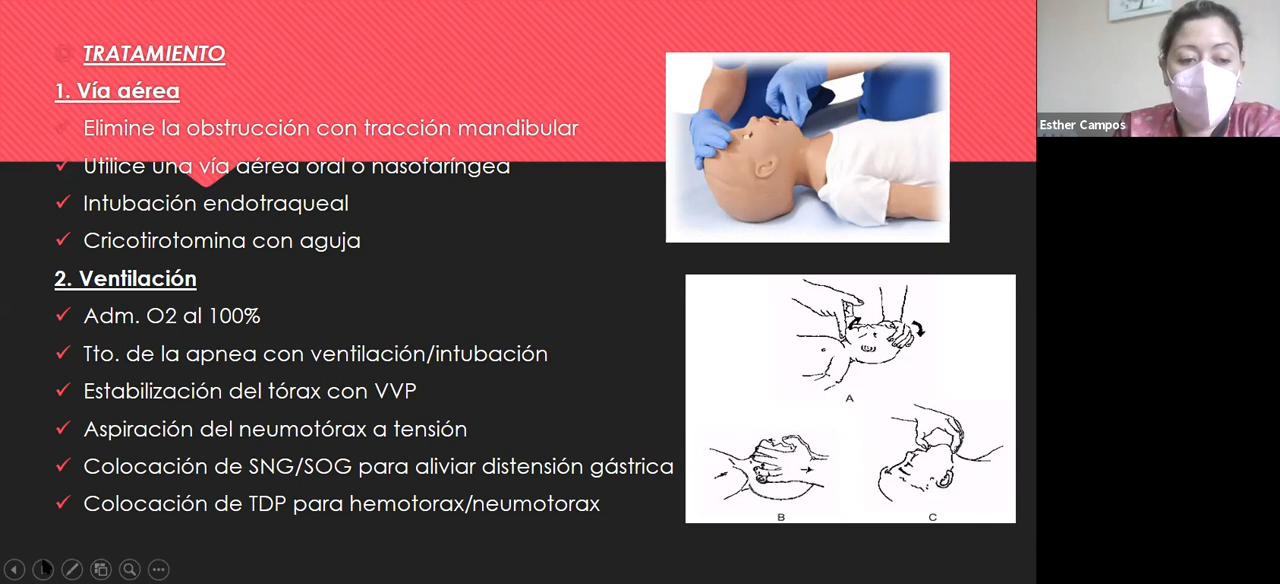 TRATAMIENTO
1. Vía aérea
Elimine la obstrucción con tracción mandibular
Utilice una vía aérea oral o nasofaríngea
Intubación endotraqueal
Cricotirotomina con aguja
2. Ventilación
Adm. O2 al 100%
Tto. de la apnea con ventilación/intubación
Estabilización del tórax con VVP
Aspiración del neumotórax a tensión
Colocación de SNG/SOG para aliviar distensión gástrica
Colocación de TDP para hemotorax/neumotorax
A
B
C
Esther Campos